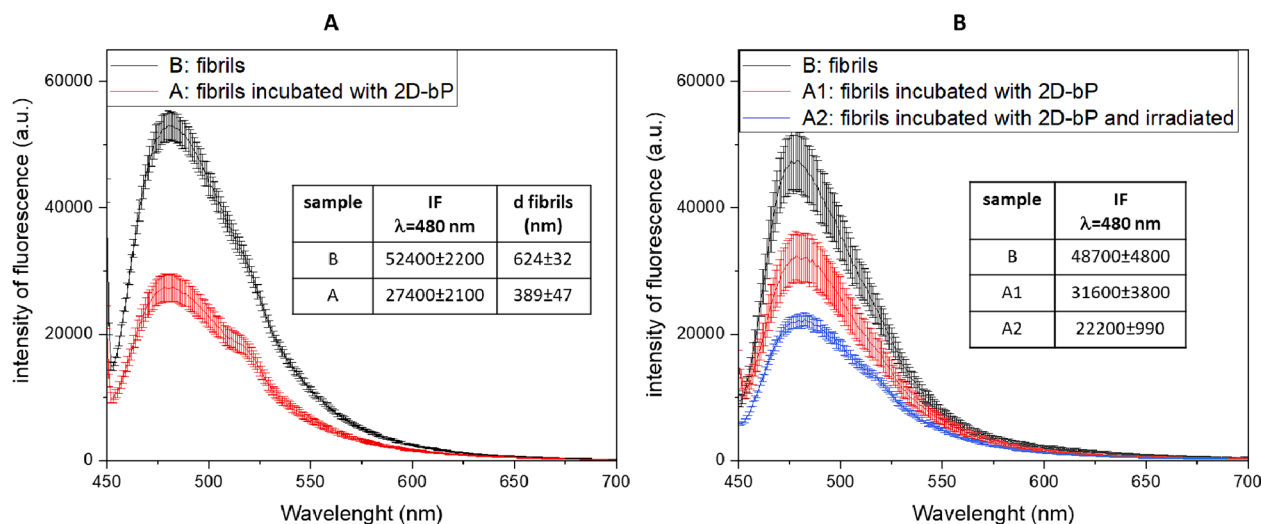 A
B: fibrils
A: fibrils incubated with 2D-bP
intensity of fluorescence (a.u.)
60000
40000
20000
0
450 500 550 600 650 700
Wavelenght (nm)
sample IF λ=480 nm d fibrils (nm)
B 52400±2200 624±32
A 27400±2100 389±47
B
B: fibrils
A1: fibrils incubated with 2D-bP
A2: fibrils incubated with 2D-bP and irradiated
intensity of fluorescence (a.u.)
60000
40000
20000
0
450 500 550 600 650 700
Wavelenght (nm)
sample IF λ=480 nm
B 48700±4800
A1 31600±3800
A2 22200±990